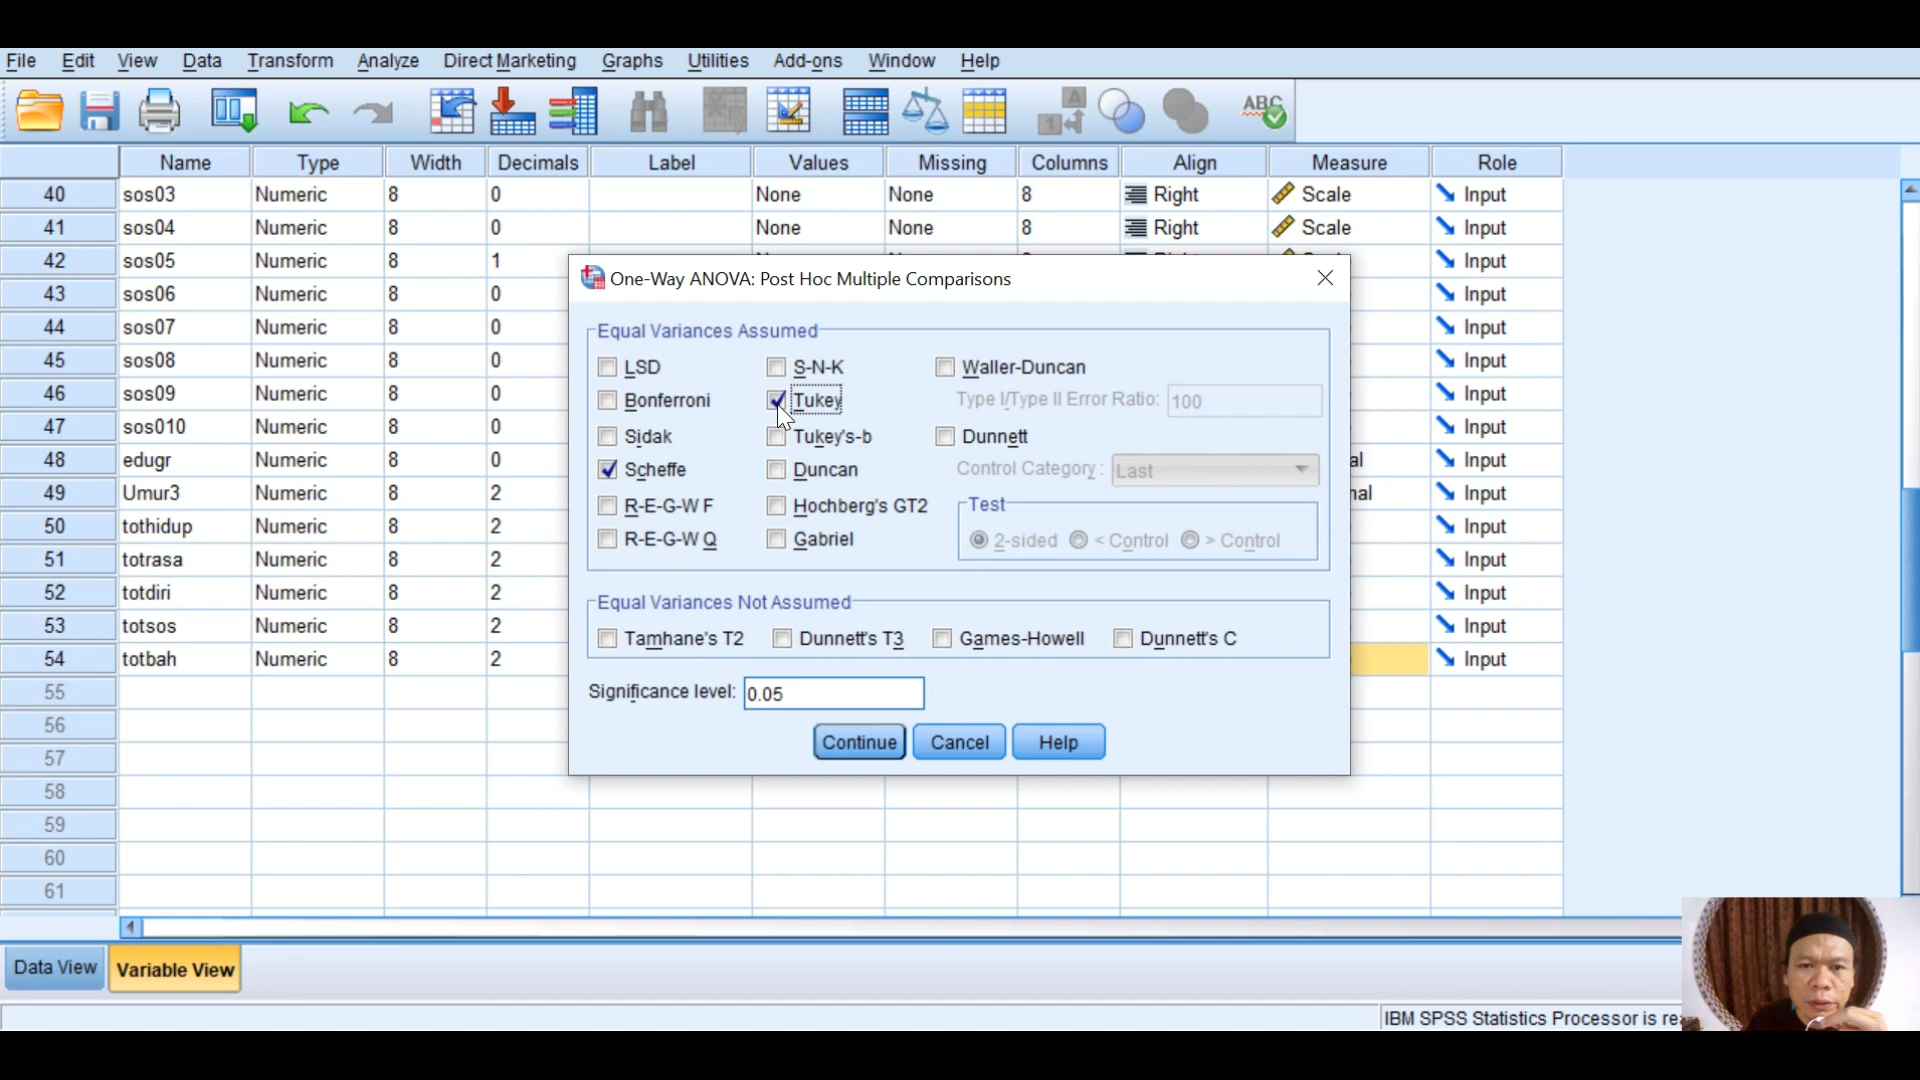 File Edit View Data Transform Analyze Direct Marketing Graphs Utilities Add-ons Window Help
A
1
ABC
Name Type Width Decimals Label Values Missing Columns Align Measure Role
40 sos03 Numeric 8 0 None None 8 Right Scale Input
41 sos04 Numeric 8 0 None None 8 Right Scale Input
42 sos05 Numeric 8 1 Input
43 sos06 Numeric 8 0 Input
44 sos07 Numeric 8 0 Input
45 sos08 Numeric 8 0 Input
46 sos09 Numeric 8 0 Input
47 sos010 Numeric 8 0 Input
48 edugr Numeric 8 0 al Input
49 Umur3 Numeric 8 2 nal Input
50 tothidup Numeric 8 2 Input
51 totrasa Numeric 8 2 Input
52 totdiri Numeric 8 2 Input
53 totsos Numeric 8 2 Input
54 totbah Numeric 8 2 Input
55
56
57
58
59
60
61
One-Way ANOVA: Post Hoc Multiple Comparisons
Equal Variances Assumed
LSD S-N-K Waller-Duncan
Bonferroni Tukey Type I/Type II Error Ratio: 100
Sidak Tukey's-b Dunnett
Scheffe Duncan Control Category : Last
R-E-G-W F Hochberg's GT2 Test
R-E-G-W Q Gabriel 2-sided < Control > Control
Equal Variances Not Assumed
Tamhane's T2 Dunnett's T3 Games-Howell Dunnett's C
Significance level: 0.05
Continue Cancel Help
Data View Variable View
IBM SPSS Statistics Processor is re